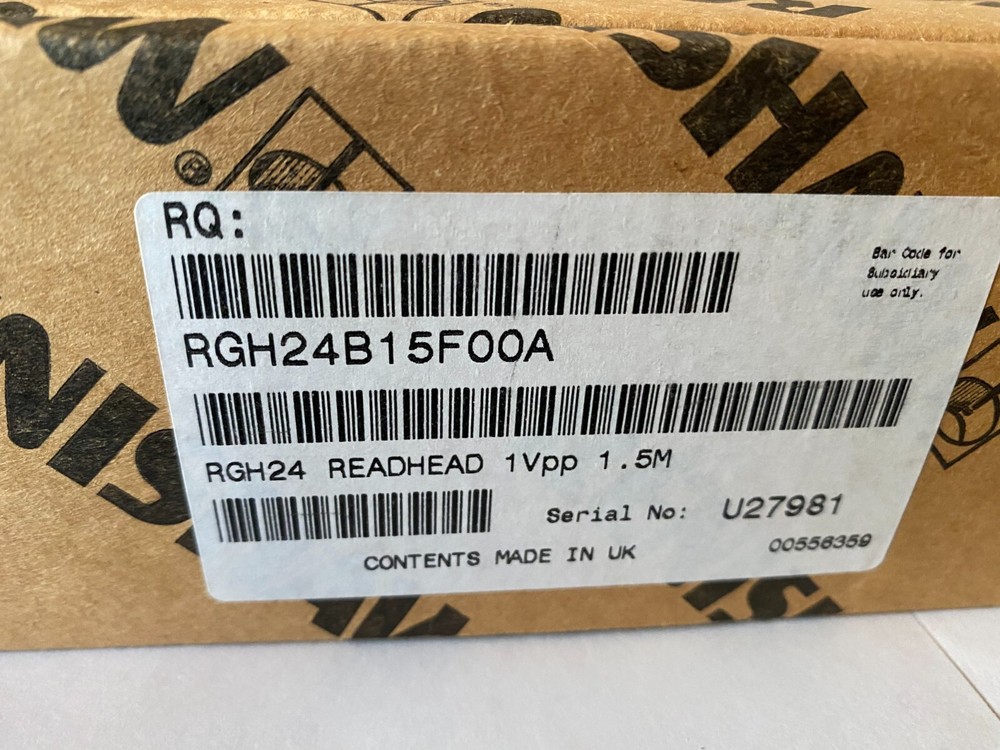 RQ:
Bar Code for
Subsidiary
use only.
RGH24B15F00A
RGH24 READHEAD 1Vpp 1.5M
Serial No: U27981
00556359
CONTENTS MADE IN UK